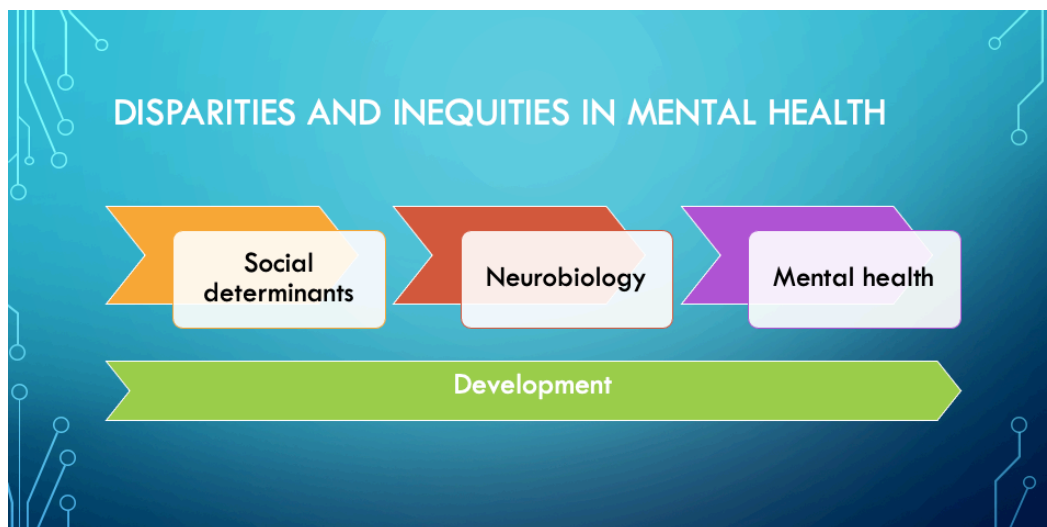 DISPARITIES AND INEQUITIES IN MENTAL HEALTH
Social
determinants
Neurobiology
Mental health
Development